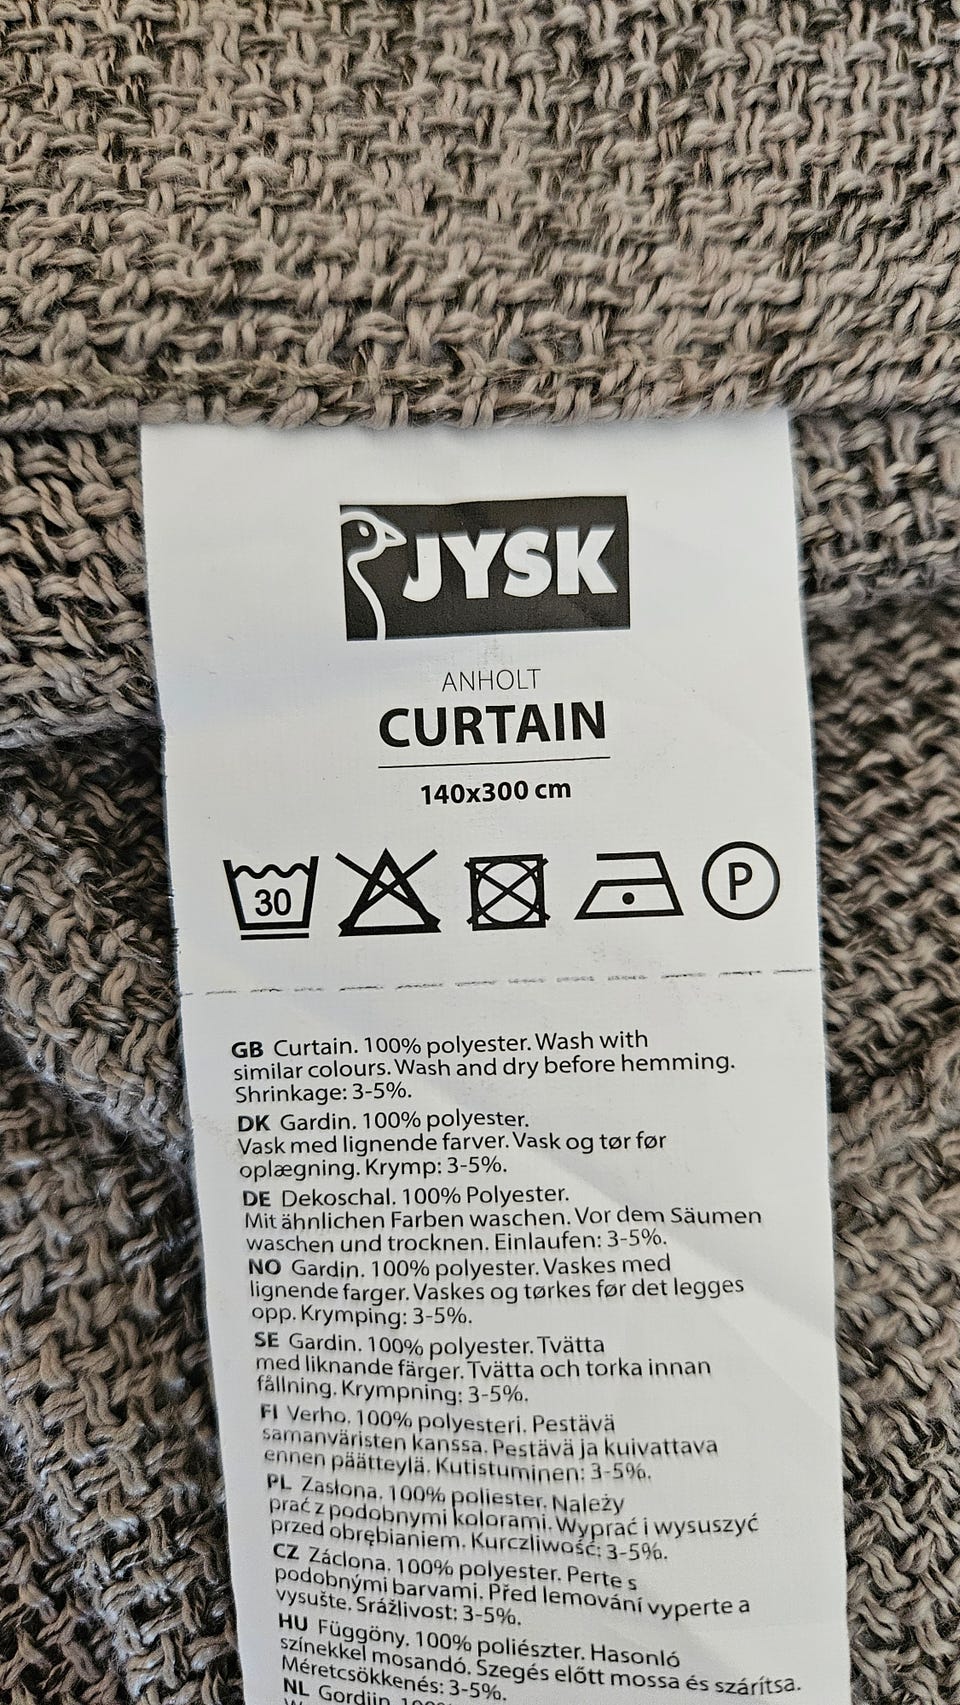 JYSK
ANHOLT
CURTAIN
140x300 cm
30
P
GB Curtain. 100% polyester. Wash with
similar colours. Wash and dry before hemming.
Shrinkage: 3-5%.
DK Gardin. 100% polyester.
Vask med lignende farver. Vask og tør før
oplægning. Krymp: 3-5%.
DE Dekoschal. 100% Polyester.
Mit ähnlichen Farben waschen. Vor dem Säumen
waschen und trocknen. Einlaufen: 3-5%.
NO Gardin. 100% polyester. Vaskes med
lignende farger. Vaskes og tørkes før det legges
opp. Krymping: 3-5%.
SE Gardin. 100% polyester. Tvätta
med liknande färger. Tvätta och torka innan
fållning. Krympning: 3-5%.
FI Verho. 100% polyesteri. Pestävä
samanväristen kanssa. Pestävä ja kuivattava
ennen päätteylä. Kutistuminen: 3-5%.
PL Zasłona. 100% poliester. Należy
prać z podobnymi kolorami. Wyprać i wysuszyć
przed obrębianiem. Kurczliwość: 3-5%.
CZ Záclona. 100% polyester. Perte s
podobnými barvami. Před lemování vyperte a
vysušte. Srážlivost: 3-5%.
HU Függöny. 100% poliészter. Hasonló
színekkel mosandó. Szegés előtt mossa és szárítsa.
Méretcsökkenés: 3-5%.
NL Gordijn. 100%